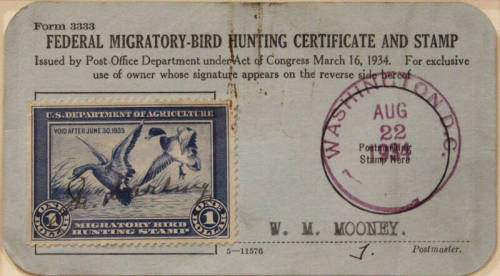 Form 3333
FEDERAL MIGRATORY-BIRD HUNTING CERTIFICATE AND STAMP
Issued by Post Office Department under Act of Congress March 16, 1934. For exclusive
use of owner whose signature appears on the reverse side hereof
U.S. DEPARTMENT OF AGRICULTURE
VOID AFTER JUNE 30, 1935
ONE DOLLAR
1
ONE DOLLAR
MIGRATORY BIRD
HUNTING STAMP
WASHINGTON D.C.
AUG
22
1934
Postmarking
Stamp Here
W. M. MOONEY.
5—11576
Postmaster.